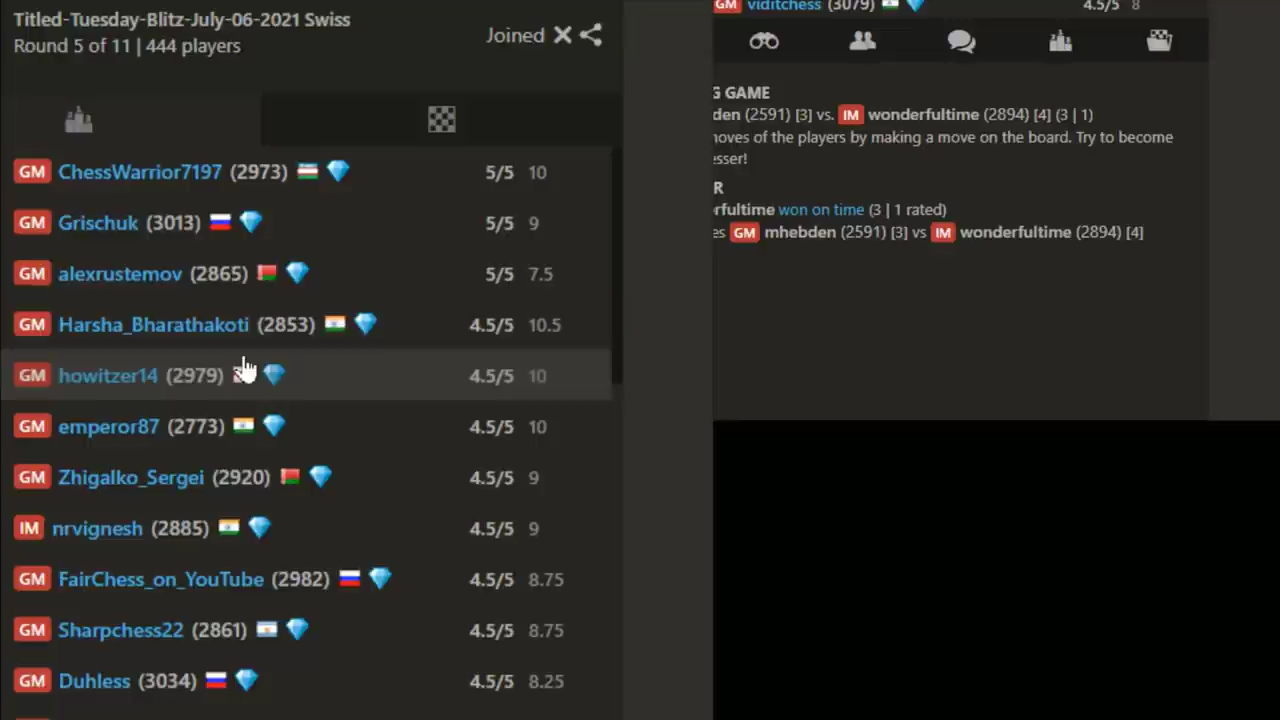 Titled-Tuesday-Blitz-July-06-2021 Swiss
Round 5 of 11 | 444 players
Joined
GM ChessWarrior7197 (2973) 5/5 10
GM Grischuk (3013) 5/5 9
GM alexrustemov (2865) 5/5 7.5
GM Harsha_Bharathakoti (2853) 4.5/5 10.5
GM howitzer14 (2979) 4.5/5 10
GM emperor87 (2773) 4.5/5 10
GM Zhigalko_Sergei (2920) 4.5/5 9
IM nrvignesh (2885) 4.5/5 9
GM FairChess_on_YouTube (2982) 4.5/5 8.75
GM Sharpchess22 (2861) 4.5/5 8.75
GM Duhless (3034) 4.5/5 8.25
GM viditchess (3079) 4.5/5 8
G GAME
den (2591) [3] vs. IM wonderfultime (2894) [4] (3 | 1)
noves of the players by making a move on the board. Try to become
esser!
R
rfultime won on time (3 | 1 rated)
es GM mhebden (2591) [3] vs IM wonderfultime (2894) [4]